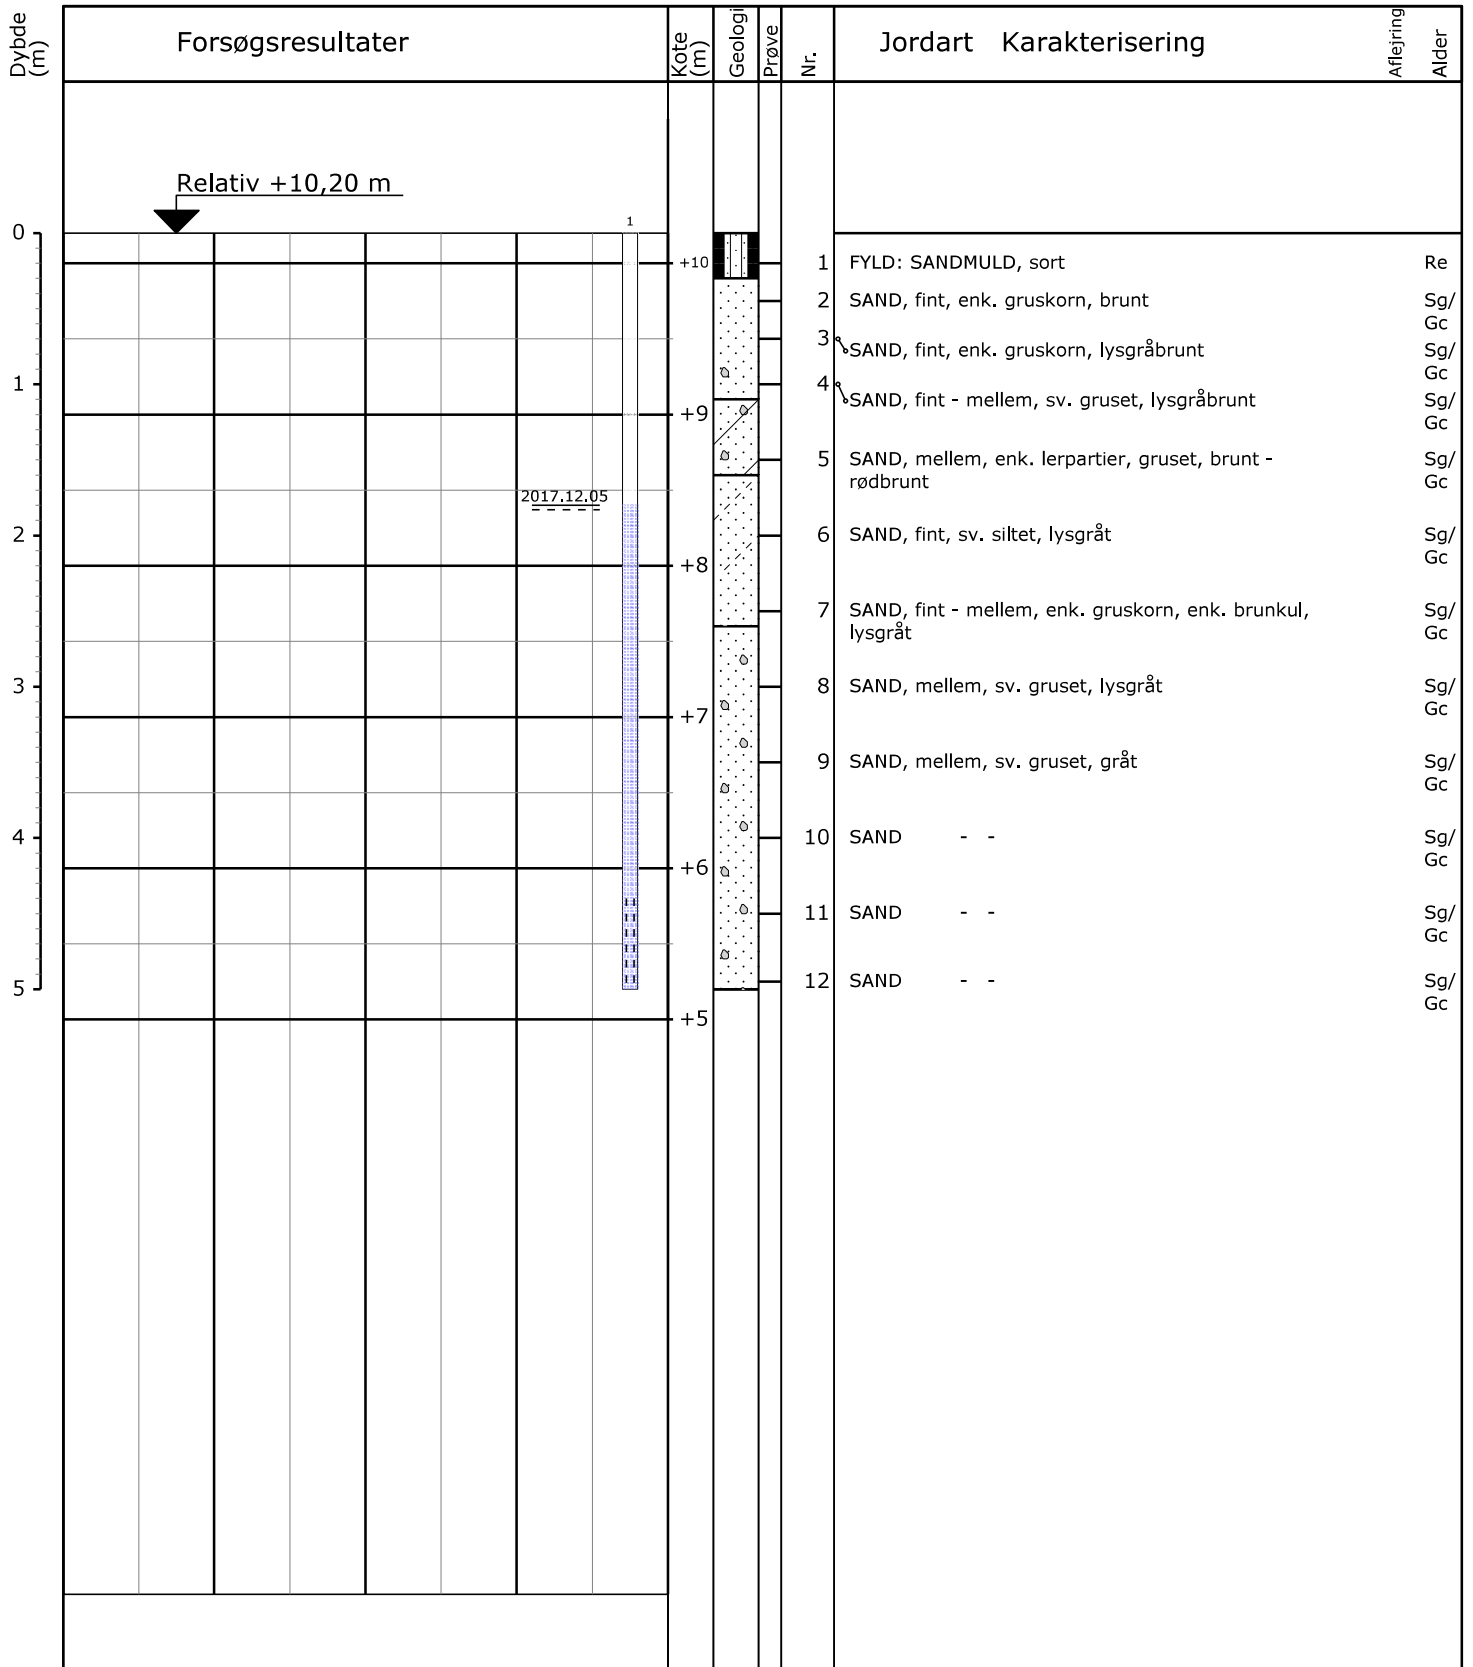 Dybde
(m)
Forsøgsresultater
Kote
(m)
Geologi
Prøve
Nr.
Jordart Karakterisering
Aflejring
Alder
Relativ +10,20 m
1
0
+10
1 FYLD: SANDMULD, sort Re
2 SAND, fint, enk. gruskorn, brunt Sg/
Gc
3 SAND, fint, enk. gruskorn, lysgråbrunt Sg/
Gc
1
4 SAND, fint - mellem, sv. gruset, lysgråbrunt Sg/
Gc
+9
5 SAND, mellem, enk. lerpartier, gruset, brunt - Sg/
rødbrunt Gc
2017.12.05
2
6 SAND, fint, sv. siltet, lysgråt Sg/
Gc
+8
7 SAND, fint - mellem, enk. gruskorn, enk. brunkul, Sg/
lysgråt Gc
3
8 SAND, mellem, sv. gruset, lysgråt Sg/
Gc
+7
9 SAND, mellem, sv. gruset, gråt Sg/
Gc
4
10 SAND - - Sg/
Gc
+6
11 SAND - - Sg/
Gc
5
12 SAND - - Sg/
Gc
+5